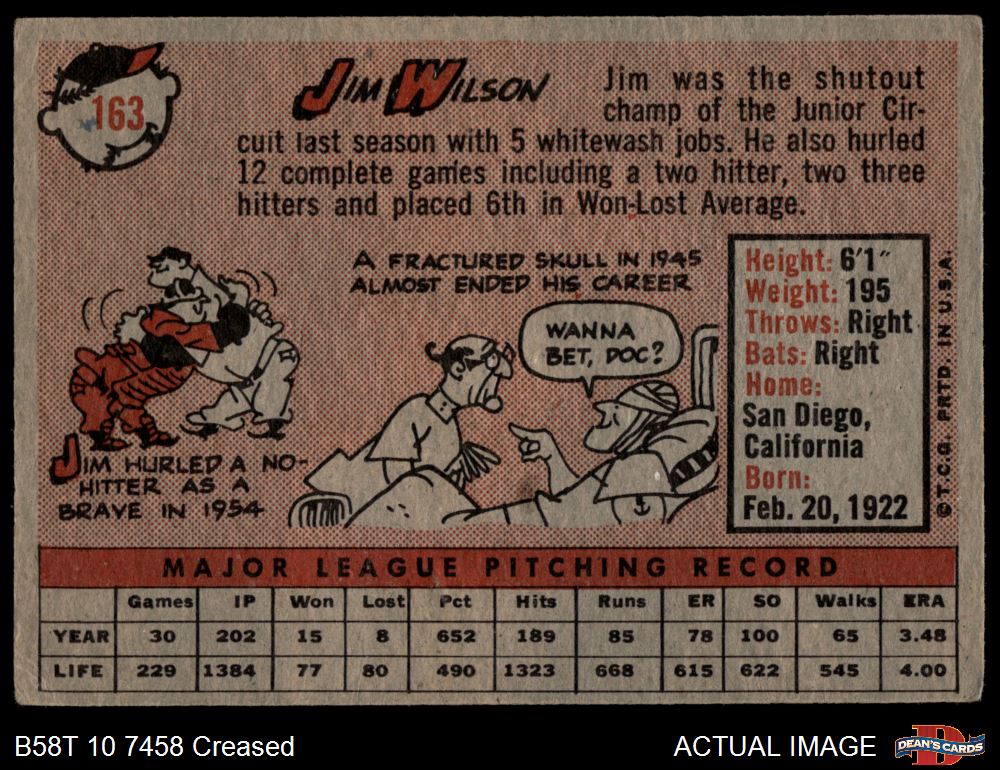 163
JIM WILSON
Jim was the shutout
champ of the Junior Cir-
cuit last season with 5 whitewash jobs. He also hurled
12 complete games including a two hitter, two three
hitters and placed 6th in Won-Lost Average.
A FRACTURED SKULL IN 1945
ALMOST ENDED HIS CAREER
WANNA
BET, DOC?
JIM HURLED A NO-
HITTER AS A
BRAVE IN 1954
Height: 6'1"
Weight: 195
Throws: Right
Bats: Right
Home:
San Diego,
California
Born:
Feb. 20, 1922
© T.C.G. PRTD. IN U.S.A.
MAJOR LEAGUE PITCHING RECORD
Games IP Won Lost Pct Hits Runs ER SO Walks ERA
YEAR 30 202 15 8 652 189 85 78 100 65 3.48
LIFE 229 1384 77 80 490 1323 668 615 622 545 4.00
B58T 10 7458 Creased
ACTUAL IMAGE
D
DEAN'S CARDS